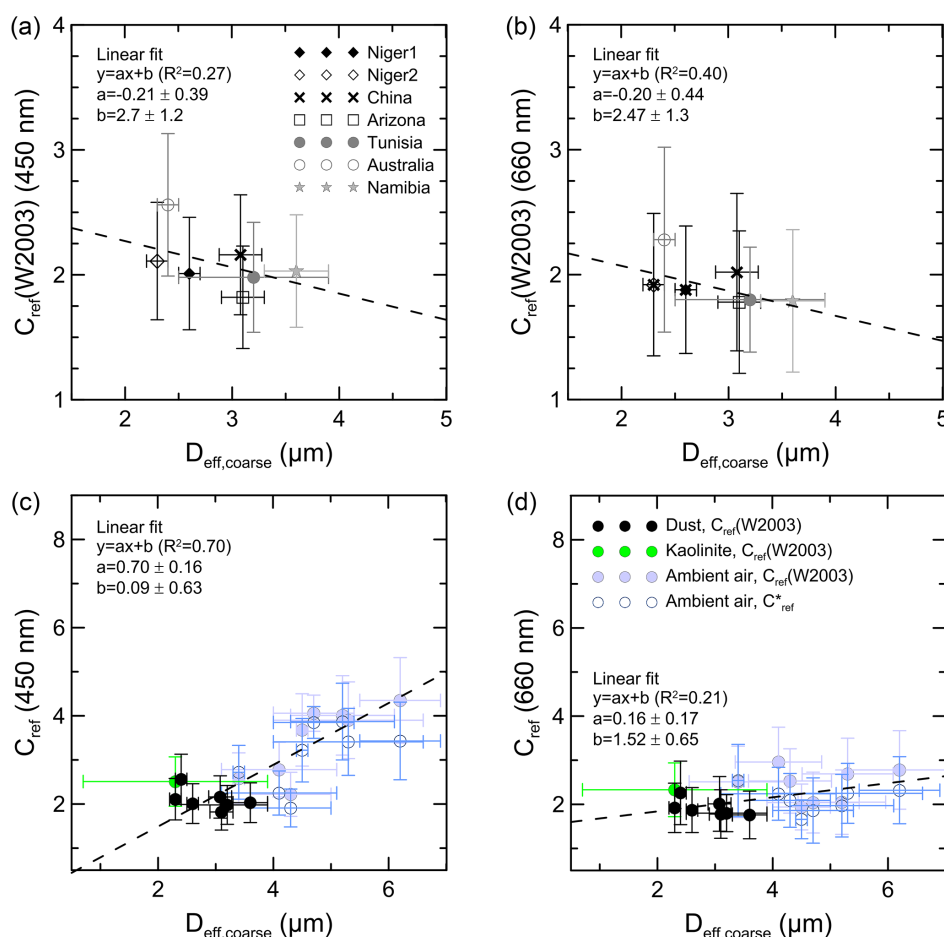 (a)
Linear fit
y=ax+b (R²=0.27)
a=-0.21 ± 0.39
b=2.7 ± 1.2
Niger1
Niger2
China
Arizona
Tunisia
Australia
Namibia
4
3
2
1
C_ref(W2003) (450 nm)
2 3 4 5
D_eff,coarse (µm)
(b)
Linear fit
y=ax+b (R²=0.40)
a=-0.20 ± 0.44
b=2.47 ± 1.3
4
3
2
1
C_ref(W2003) (660 nm)
2 3 4 5
D_eff,coarse (µm)
(c)
Linear fit
y=ax+b (R²=0.70)
a=0.70 ± 0.16
b=0.09 ± 0.63
8
6
4
2
C_ref (450 nm)
2 4 6
D_eff,coarse (µm)
(d)
Dust, C_ref(W2003)
Kaolinite, C_ref(W2003)
Ambient air, C_ref(W2003)
Ambient air, C*_ref
Linear fit
y=ax+b (R²=0.21)
a=0.16 ± 0.17
b=1.52 ± 0.65
8
6
4
2
C_ref (660 nm)
2 4 6
D_eff,coarse (µm)